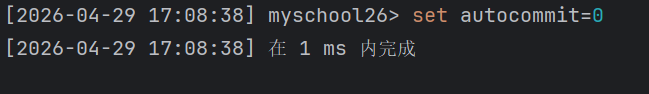 [2026-04-29 17:08:38] myschool26> set autocommit=0
[2026-04-29 17:08:38] 在 1 ms 内完成